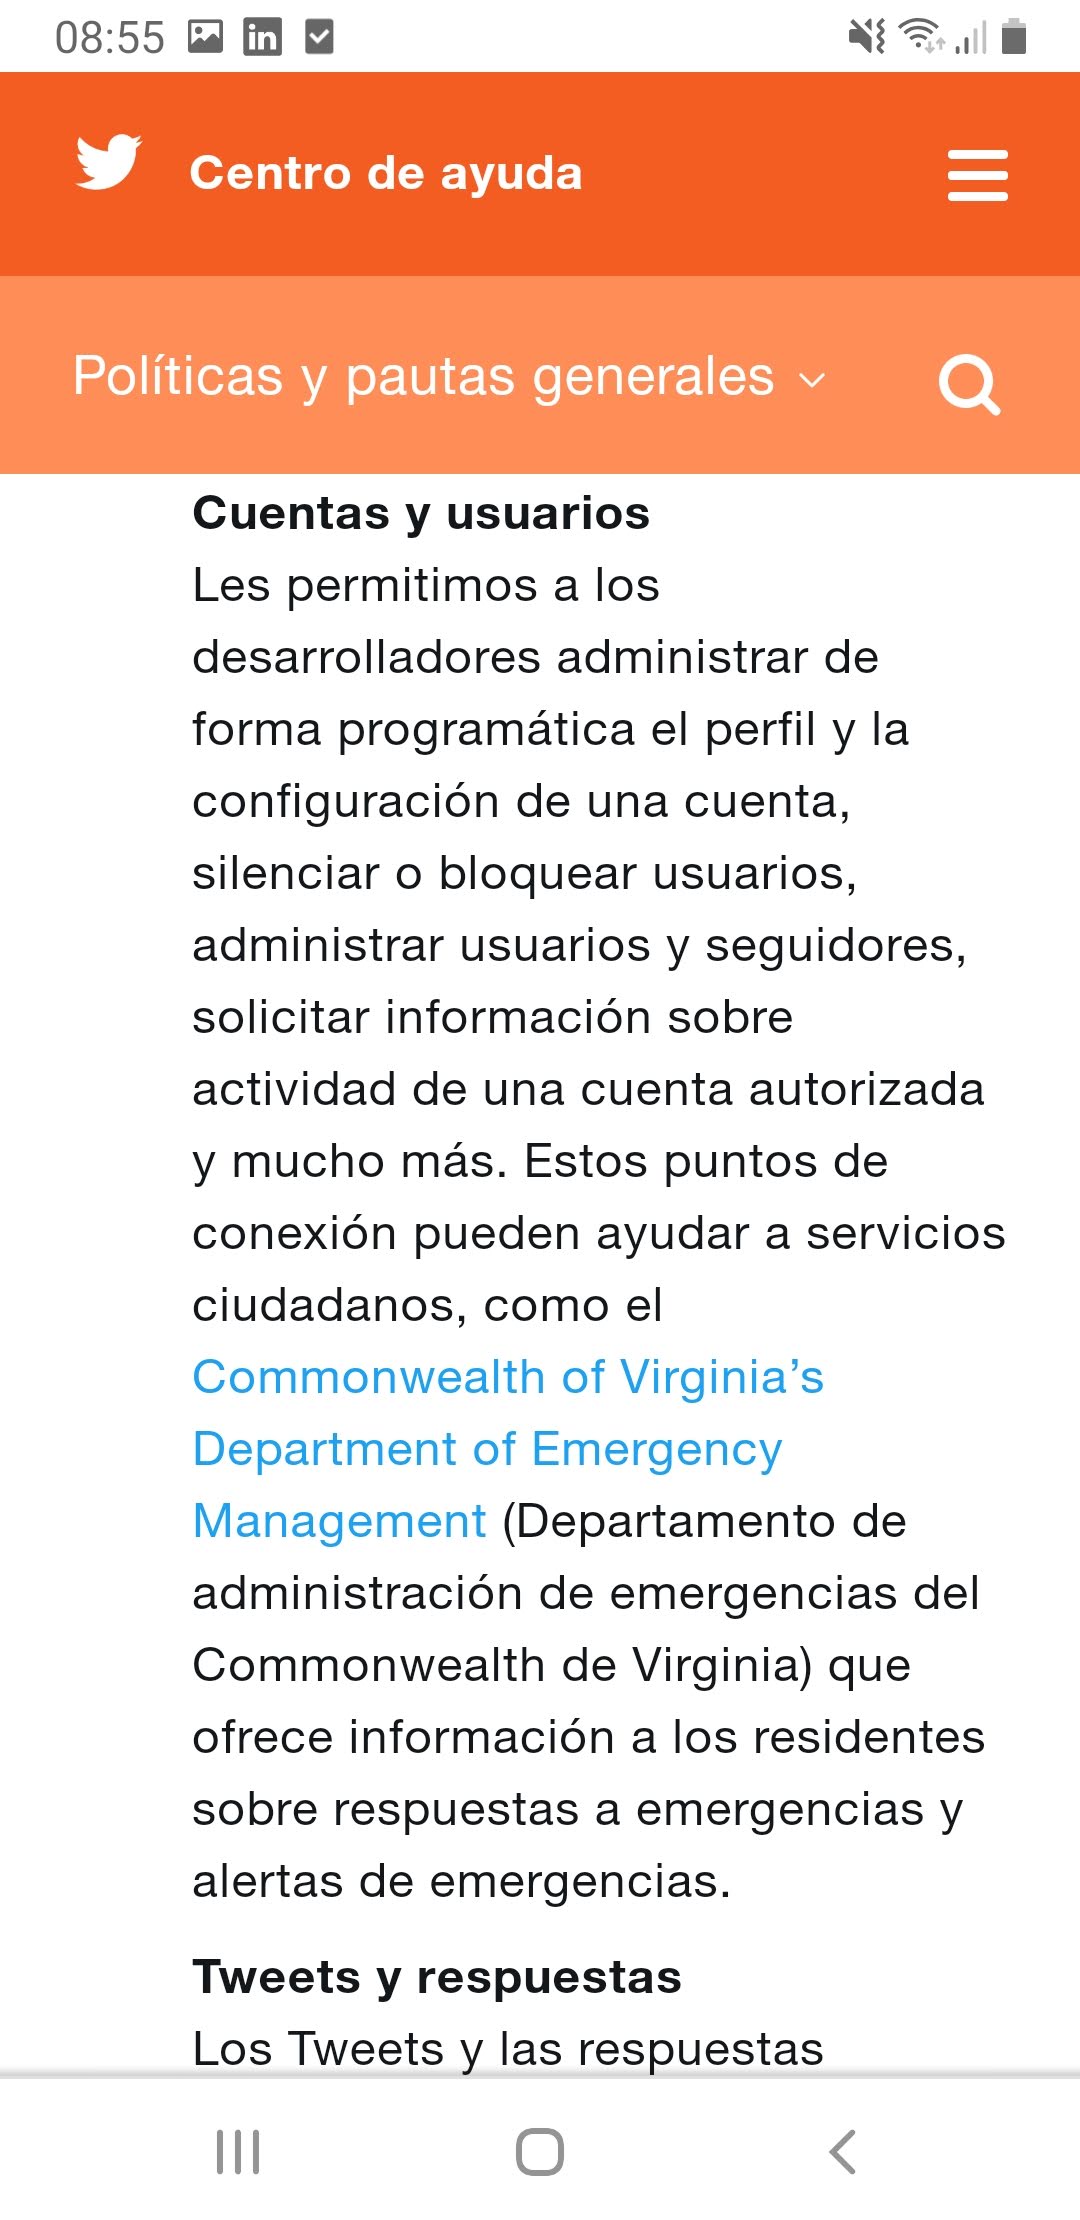 08:55
Centro de ayuda
Políticas y pautas generales
Cuentas y usuarios
Les permitimos a los
desarrolladores administrar de
forma programática el perfil y la
configuración de una cuenta,
silenciar o bloquear usuarios,
administrar usuarios y seguidores,
solicitar información sobre
actividad de una cuenta autorizada
y mucho más. Estos puntos de
conexión pueden ayudar a servicios
ciudadanos, como el
Commonwealth of Virginia’s
Department of Emergency
Management (Departamento de
administración de emergencias del
Commonwealth de Virginia) que
ofrece información a los residentes
sobre respuestas a emergencias y
alertas de emergencias.
Tweets y respuestas
Los Tweets y las respuestas